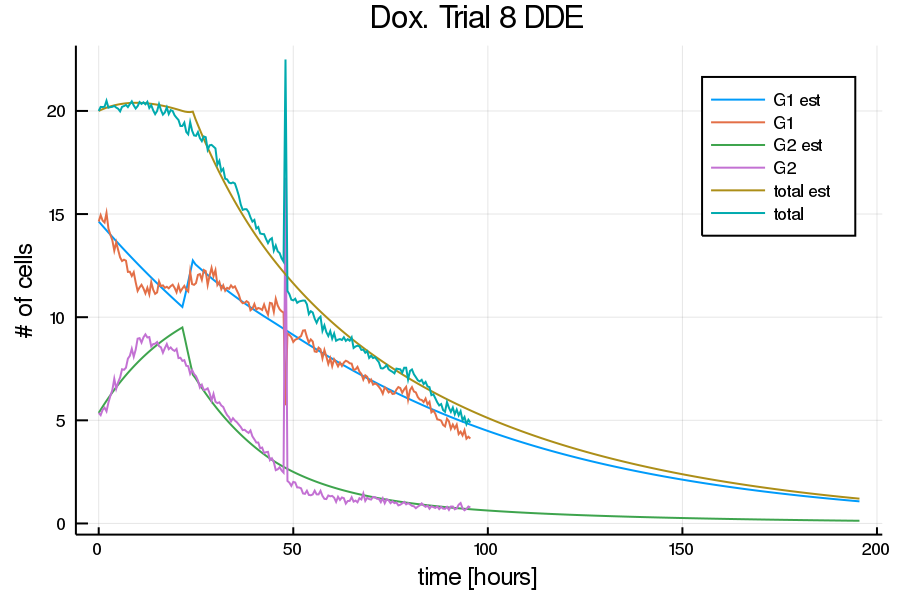 Dox. Trial 8 DDE
20
15
10
5
0
# of cells
G1 est
G1
G2 est
G2
total est
total
0
50
100
150
200
time [hours]